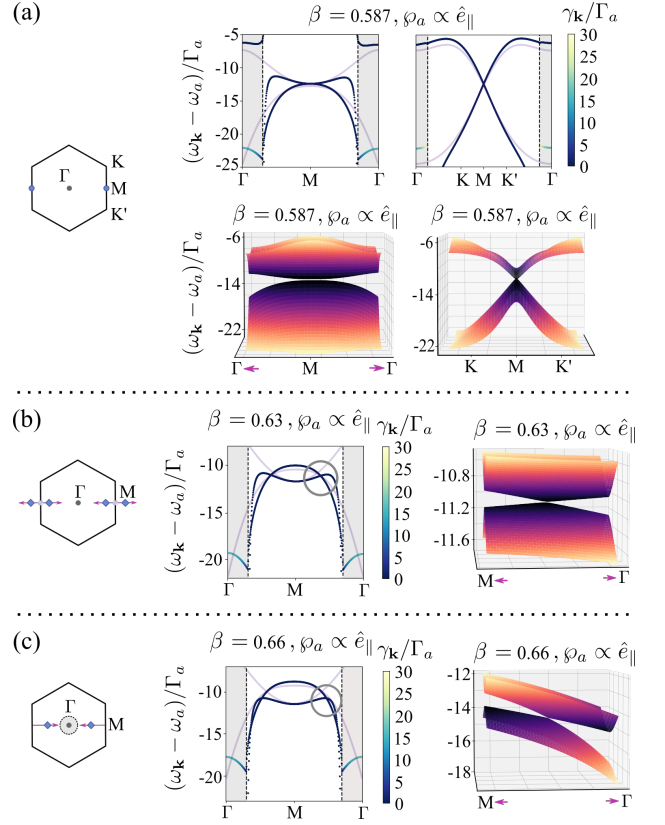 (a)
β = 0.587, ℘ₐ ∝ ê∥
γ𝐤/Γₐ
(ω𝐤 − ωₐ)/Γₐ
-5
-10
-15
-20
-25
Γ M Γ
Γ K M K' Γ
30
25
20
15
10
5
0
Γ
K
M
K'
β = 0.587, ℘ₐ ∝ ê∥
β = 0.587, ℘ₐ ∝ ê∥
(ω𝐤 − ωₐ)/Γₐ
-6
-14
-22
Γ M Γ
-6
-14
-22
K M K'
(b)
β = 0.63, ℘ₐ ∝ ê∥
γ𝐤/Γₐ
β = 0.63, ℘ₐ ∝ ê∥
Γ M
(ω𝐤 − ωₐ)/Γₐ
-10
-15
-20
Γ M Γ
30
25
20
15
10
5
0
-10.8
-11.2
-11.6
M Γ
(c)
β = 0.66, ℘ₐ ∝ ê∥
γ𝐤/Γₐ
β = 0.66, ℘ₐ ∝ ê∥
Γ
M
(ω𝐤 − ωₐ)/Γₐ
-10
-15
-20
Γ M Γ
30
25
20
15
10
5
0
-12
-14
-16
-18
M Γ